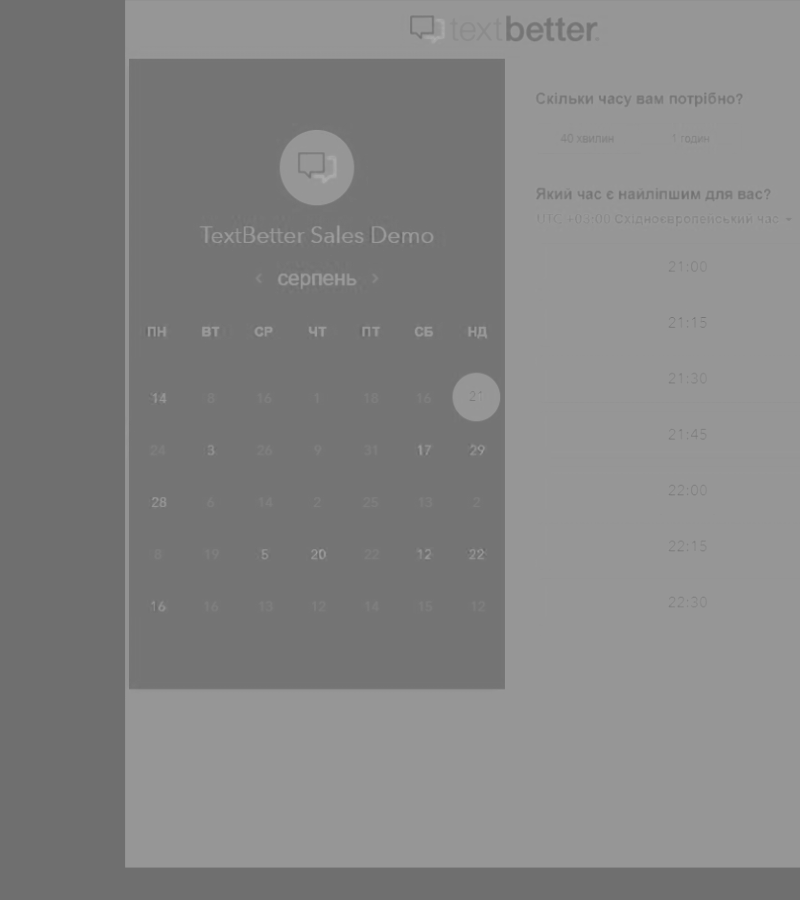 textbetter.
TextBetter Sales Demo
серпень
ПН ВТ СР ЧТ ПТ СБ НД
14 8 16 1 18 16 21
24 3 26 9 31 17 29
28 6 14 2 25 13 2
8 19 5 20 22 12 22
16 16 13 12 14 15 12
Скільки часу вам потрібно?
40 хвилин 1 годин
Який час є найліпшим для вас?
UTC +03:00 Східноєвропейський час
21:00
21:15
21:30
21:45
22:00
22:15
22:30